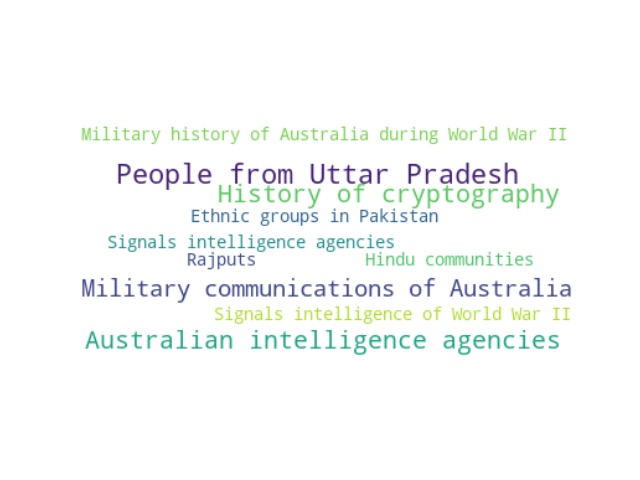 Military history of Australia during World War II
People from Uttar Pradesh
History of cryptography
Ethnic groups in Pakistan
Signals intelligence agencies
Rajputs
Hindu communities
Military communications of Australia
Signals intelligence of World War II
Australian intelligence agencies